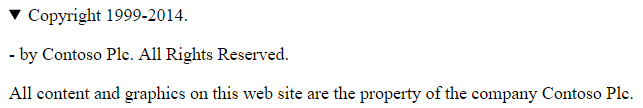 ▼ Copyright 1999-2014.
- by Contoso Plc. All Rights Reserved.
All content and graphics on this web site are the property of the company Contoso Plc.